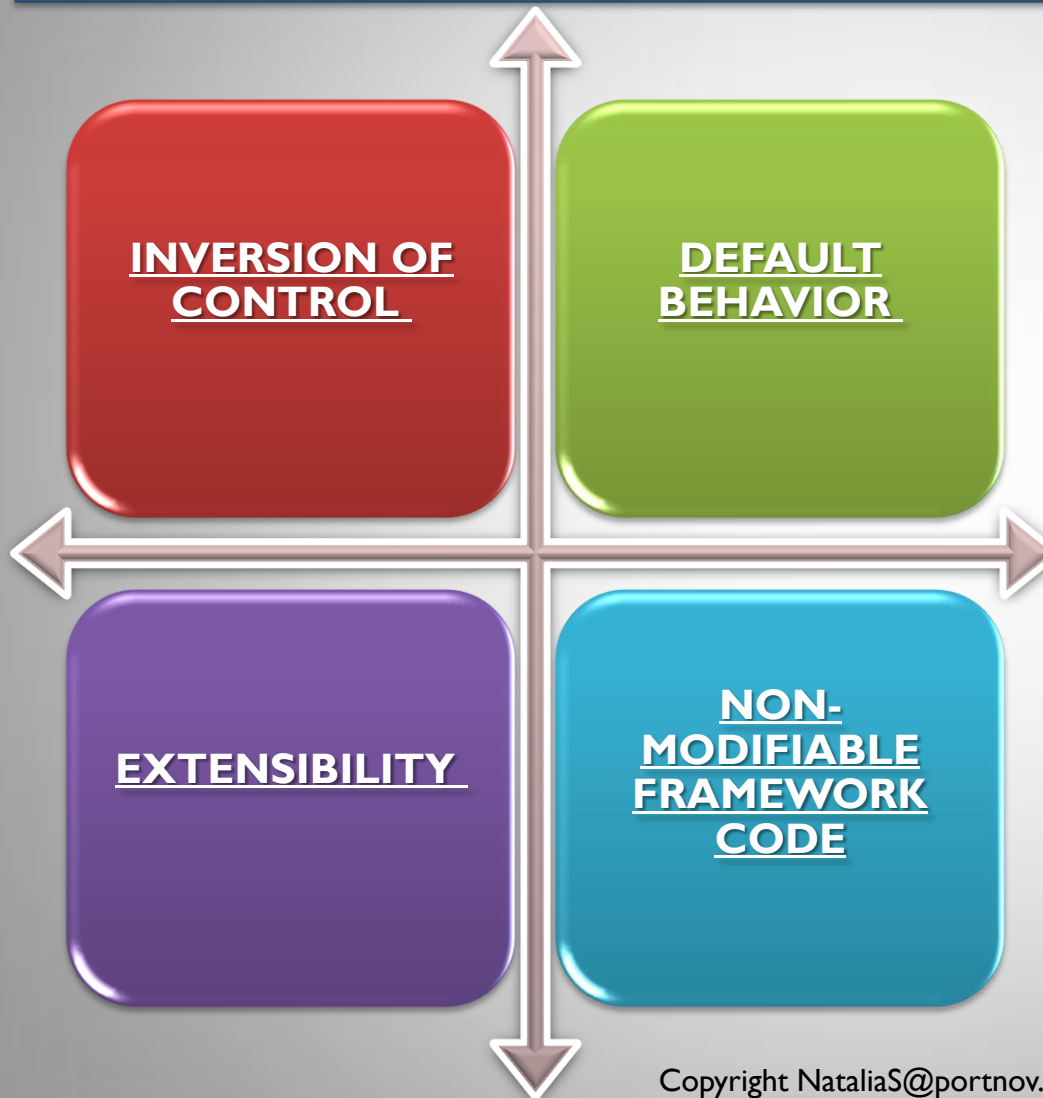 INVERSION OF
CONTROL
DEFAULT
BEHAVIOR
EXTENSIBILITY
NON-
MODIFIABLE
FRAMEWORK
CODE
Copyright NataliaS@portnov.